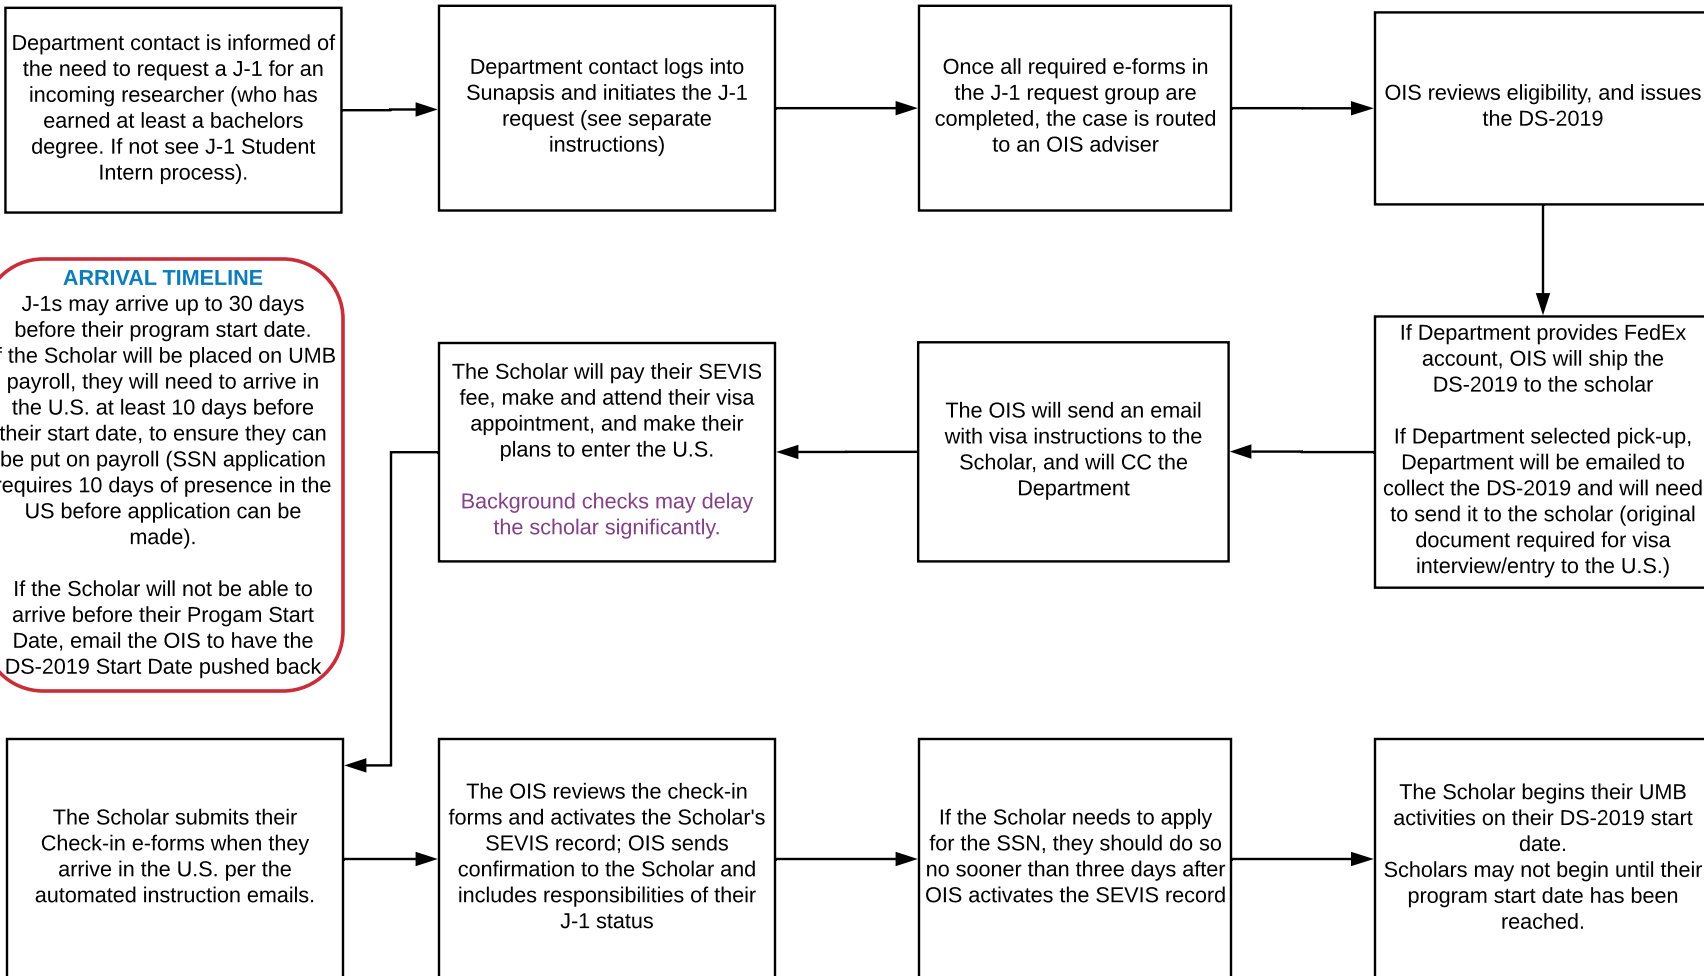 Department contact is informed of
the need to request a J-1 for an
incoming researcher (who has
earned at least a bachelors
degree. If not see J-1 Student
Intern process).
Department contact logs into
Sunapsis and initiates the J-1
request (see separate
instructions)
Once all required e-forms in
the J-1 request group are
completed, the case is routed
to an OIS adviser
OIS reviews eligibility, and issues
the DS-2019
ARRIVAL TIMELINE
J-1s may arrive up to 30 days
before their program start date.
f the Scholar will be placed on UMB
payroll, they will need to arrive in
the U.S. at least 10 days before
their start date, to ensure they can
be put on payroll (SSN application
requires 10 days of presence in the
US before application can be
made).
If the Scholar will not be able to
arrive before their Progam Start
Date, email the OIS to have the
DS-2019 Start Date pushed back
If Department provides FedEx
account, OIS will ship the
DS-2019 to the scholar
If Department selected pick-up,
Department will be emailed to
collect the DS-2019 and will need
to send it to the scholar (original
document required for visa
interview/entry to the U.S.)
The OIS will send an email
with visa instructions to the
Scholar, and will CC the
Department
The Scholar will pay their SEVIS
fee, make and attend their visa
appointment, and make their
plans to enter the U.S.
Background checks may delay
the scholar significantly.
The Scholar submits their
Check-in e-forms when they
arrive in the U.S. per the
automated instruction emails.
The OIS reviews the check-in
forms and activates the Scholar's
SEVIS record; OIS sends
confirmation to the Scholar and
includes responsibilities of their
J-1 status
If the Scholar needs to apply
for the SSN, they should do so
no sooner than three days after
OIS activates the SEVIS record
The Scholar begins their UMB
activities on their DS-2019 start
date.
Scholars may not begin until their
program start date has been
reached.